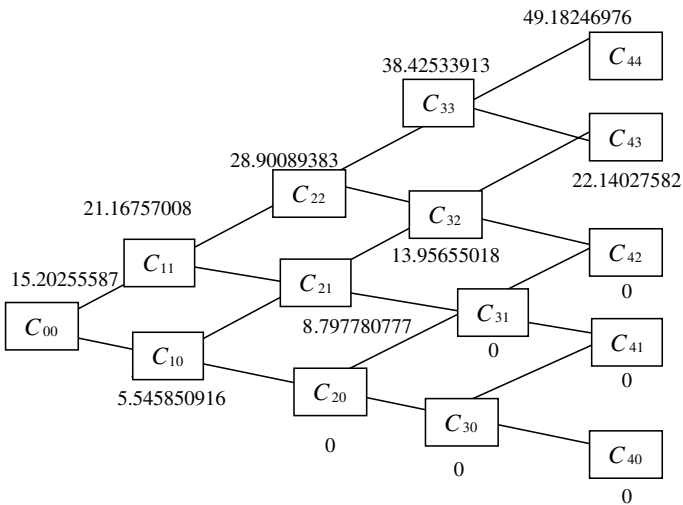 49.18246976
C44
38.42533913
C33
C43
28.90089383
22.14027582
C22
21.16757008
C32
13.95655018
C42
0
C11
15.20255587
C21
8.797780777
C31
0
C00
C41
0
C10
5.545850916
C20
0
C30
0
C40
0